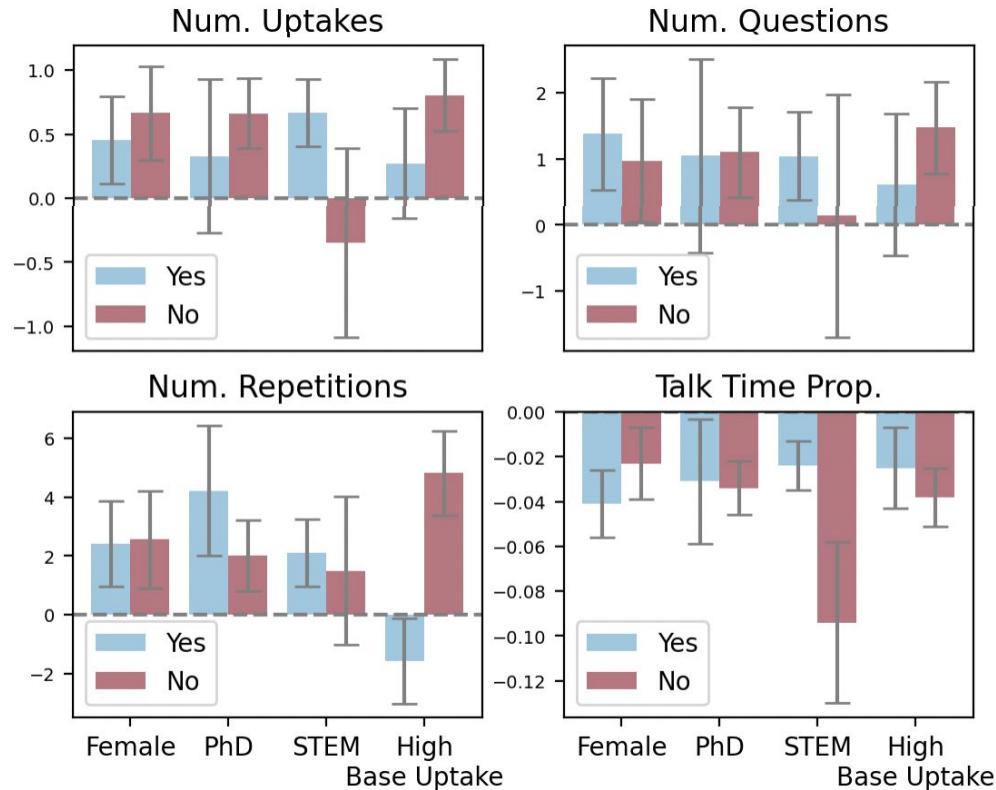 Num. Uptakes
1.0
0.5
0.0
−0.5
−1.0
Yes
No
Num. Questions
2
1
0
−1
Yes
No
Num. Repetitions
6
4
2
0
−2
Yes
No
Female
PhD
STEM
High
Base Uptake
Talk Time Prop.
0.00
−0.02
−0.04
−0.06
−0.08
−0.10
−0.12
Yes
No
Female
PhD
STEM
High
Base Uptake